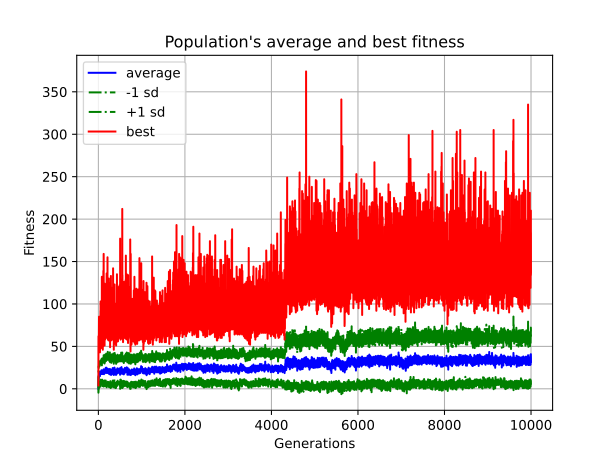 Population's average and best fitness
average
-1 sd
+1 sd
best
Fitness
350
300
250
200
150
100
50
0
0 2000 4000 6000 8000 10000
Generations